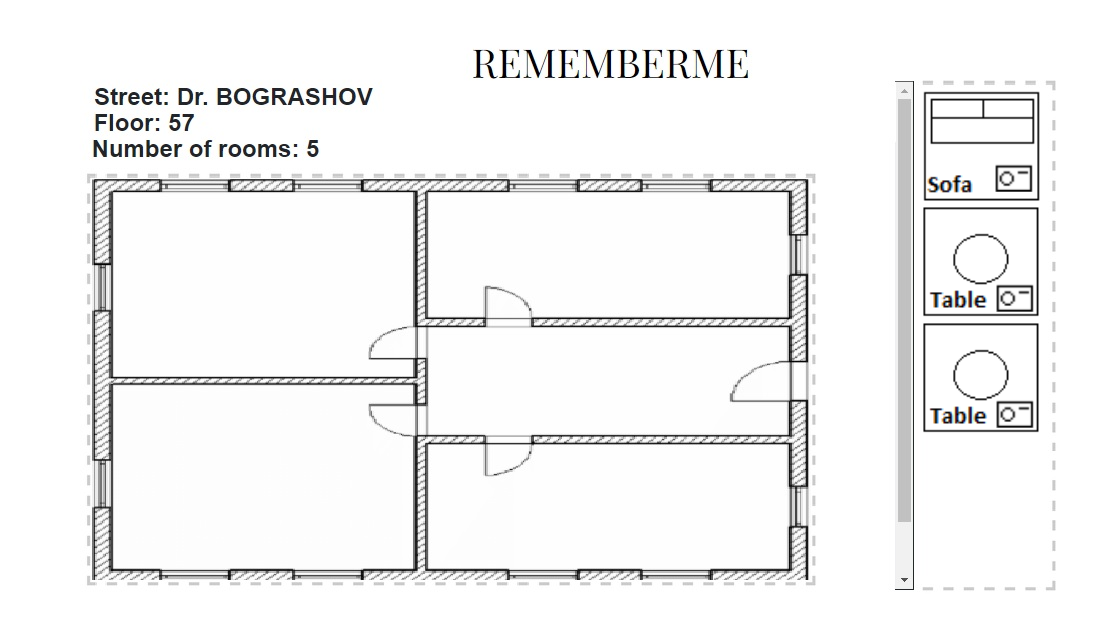 REMEMBERME
Street: Dr. BOGRASHOV
Floor: 57
Number of rooms: 5
Sofa
Table
Table